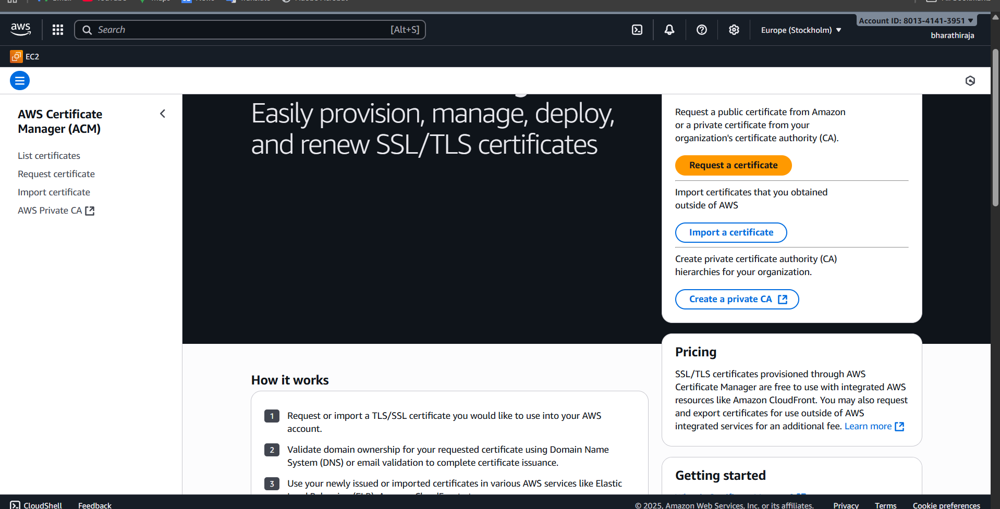 aws
Search
[Alt+S]
Europe (Stockholm)
Account ID: 8013-4141-3951
bharathiraja
EC2
AWS Certificate
Manager (ACM)
List certificates
Request certificate
Import certificate
AWS Private CA
Easily provision, manage, deploy,
and renew SSL/TLS certificates
Request a public certificate from Amazon
or a private certificate from your
organization's certificate authority (CA).
Request a certificate
Import certificates that you obtained
outside of AWS
Import a certificate
Create private certificate authority (CA)
hierarchies for your organization.
Create a private CA
Pricing
SSL/TLS certificates provisioned through AWS
Certificate Manager are free to use with integrated AWS
resources like Amazon CloudFront. You may also request
and export certificates for use outside of AWS
integrated services for an additional fee. Learn more
How it works
1 Request or import a TLS/SSL certificate you would like to use into your AWS
account.
2 Validate domain ownership for your requested certificate using Domain Name
System (DNS) or email validation to complete certificate issuance.
3 Use your newly issued or imported certificates in various AWS services like Elastic
Getting started
CloudShell
Feedback
© 2025, Amazon Web Services, Inc. or its affiliates.
Privacy
Terms
Cookie preferences